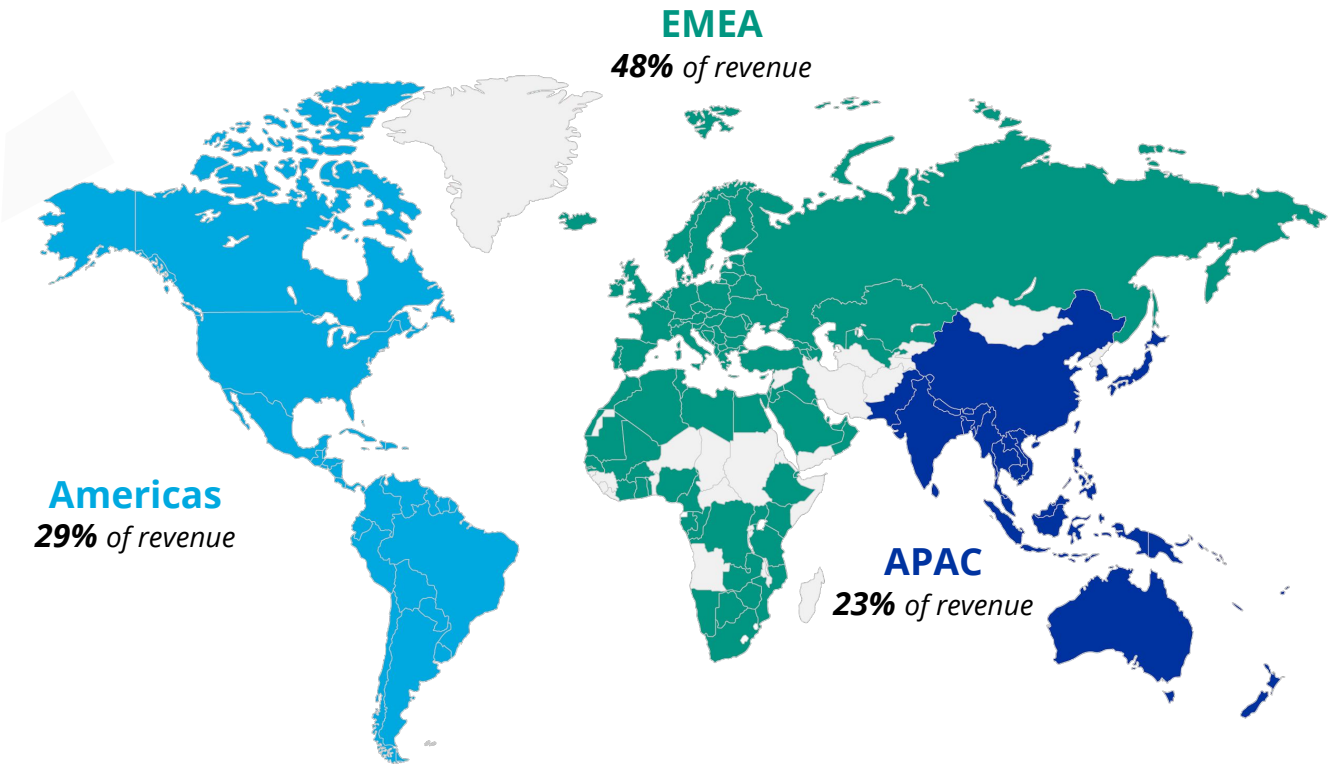 EMEA
48% of revenue
Americas
29% of revenue
APAC
23% of revenue